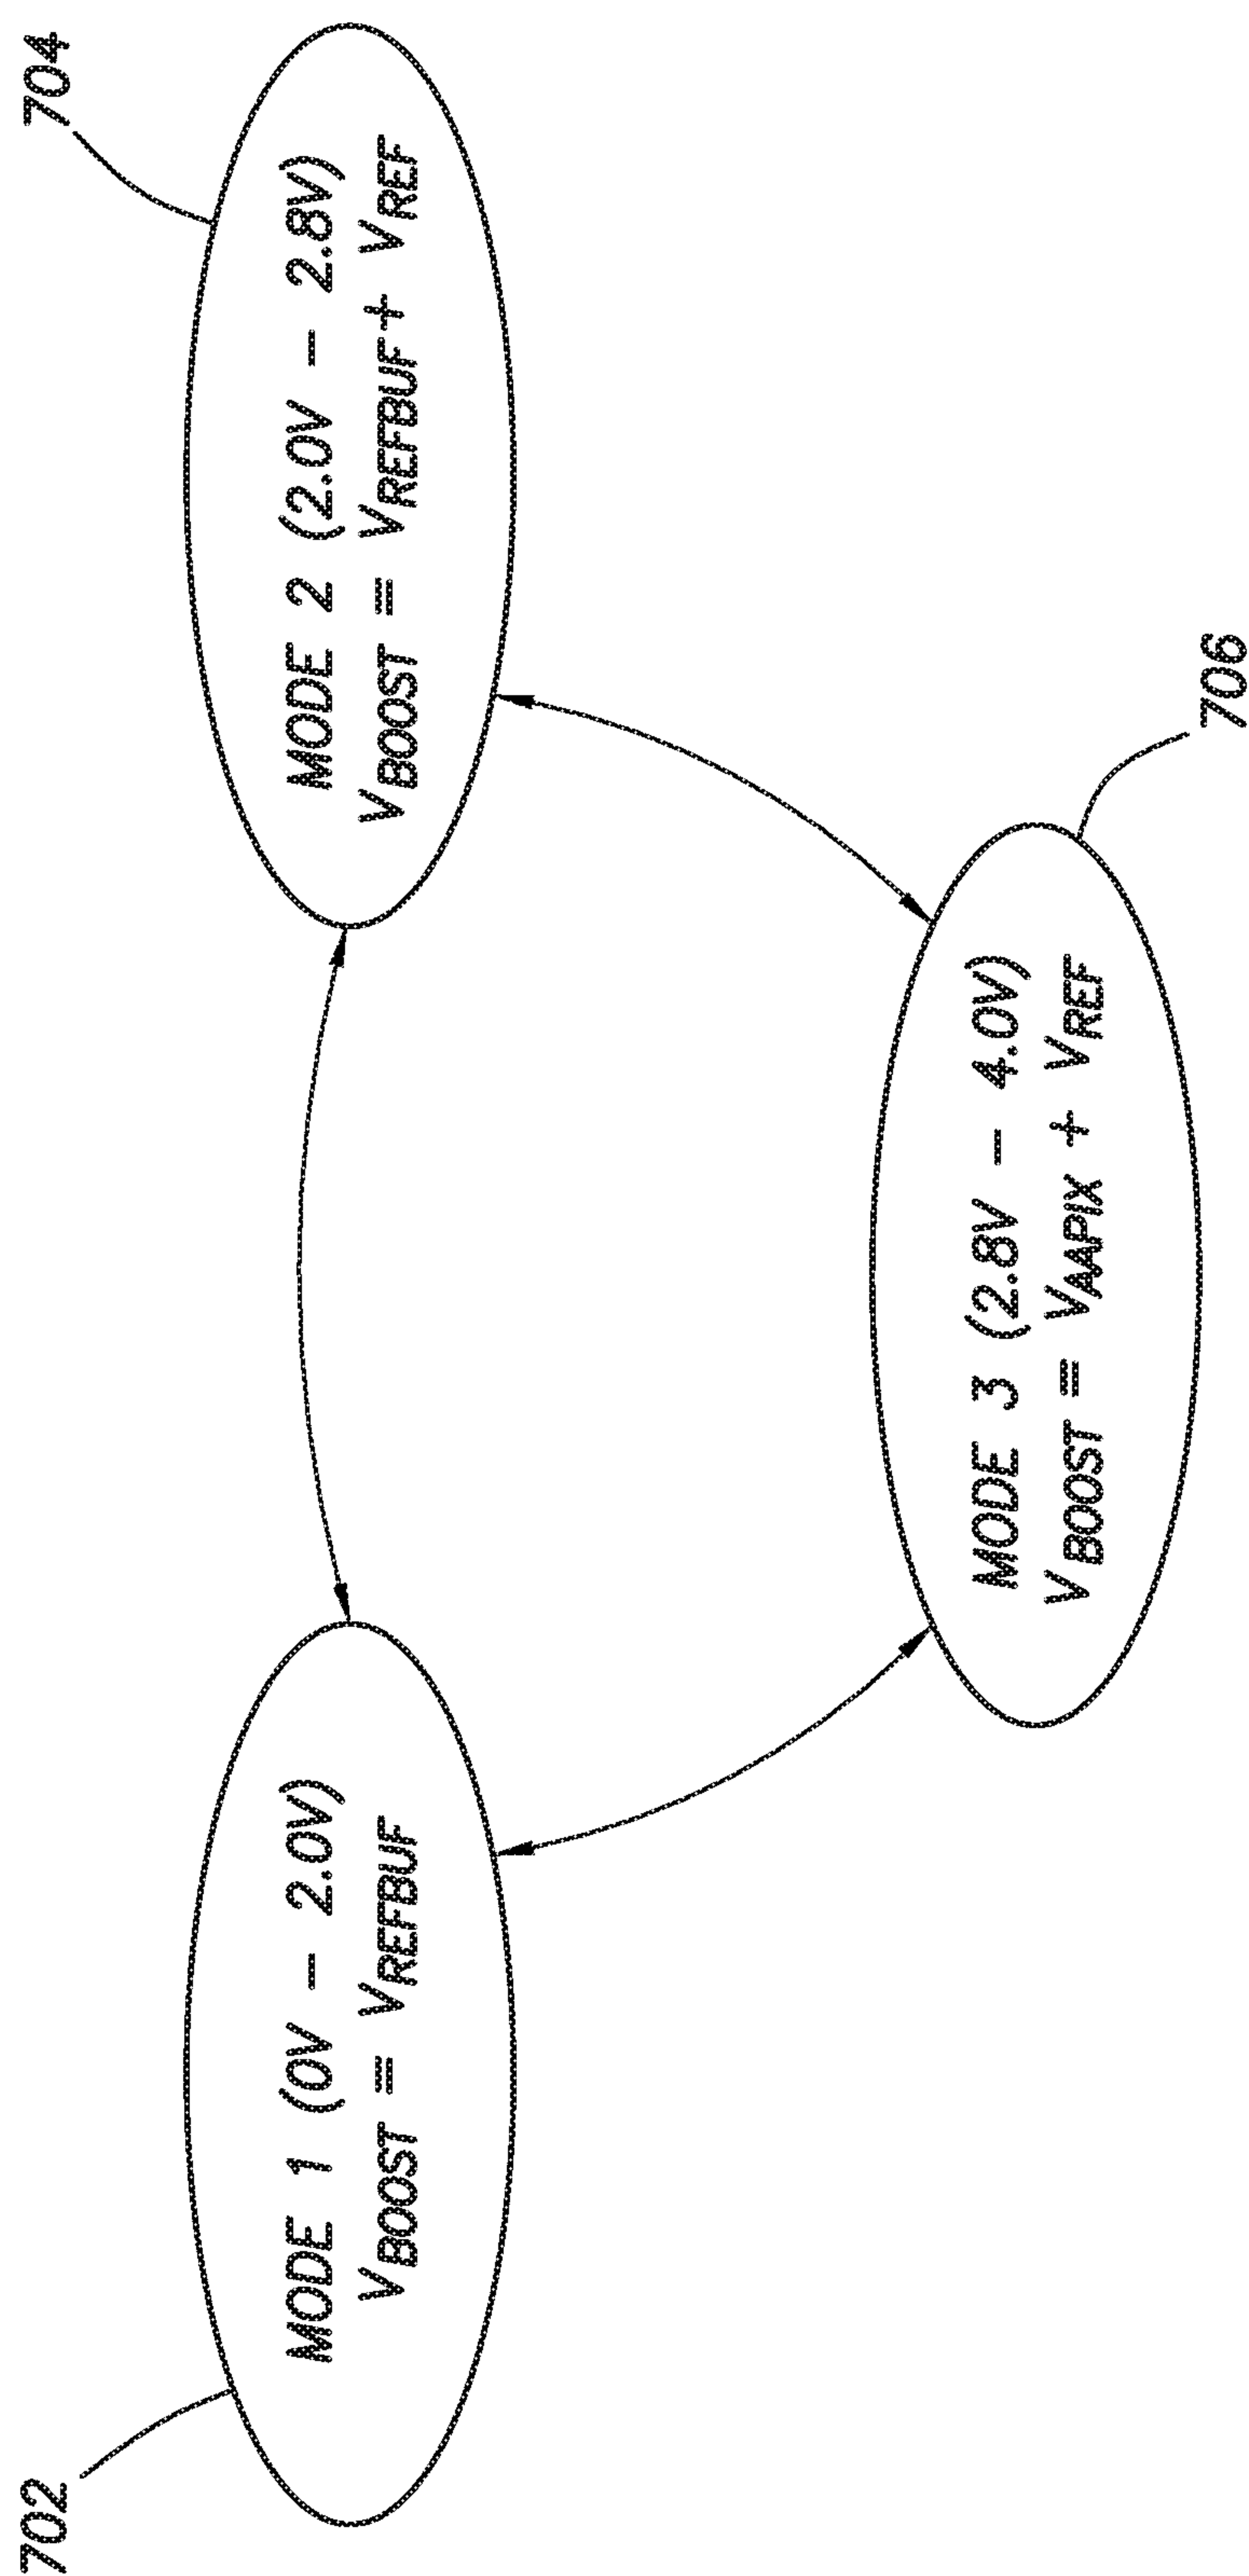 702
MODE 1 (0V – 2.0V)
VBOOST = VREFBUF
704
MODE 2 (2.0V – 2.8V)
VBOOST = VREFBUF + VREF
MODE 3 (2.8V – 4.0V)
VBOOST = VAAPIX + VREF
706